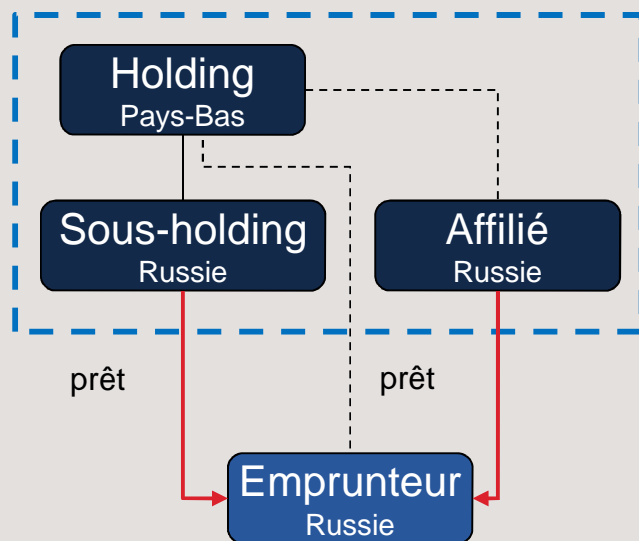 Holding
Pays-Bas
Sous-holding
Russie
Affilié
Russie
prêt
prêt
Emprunteur
Russie